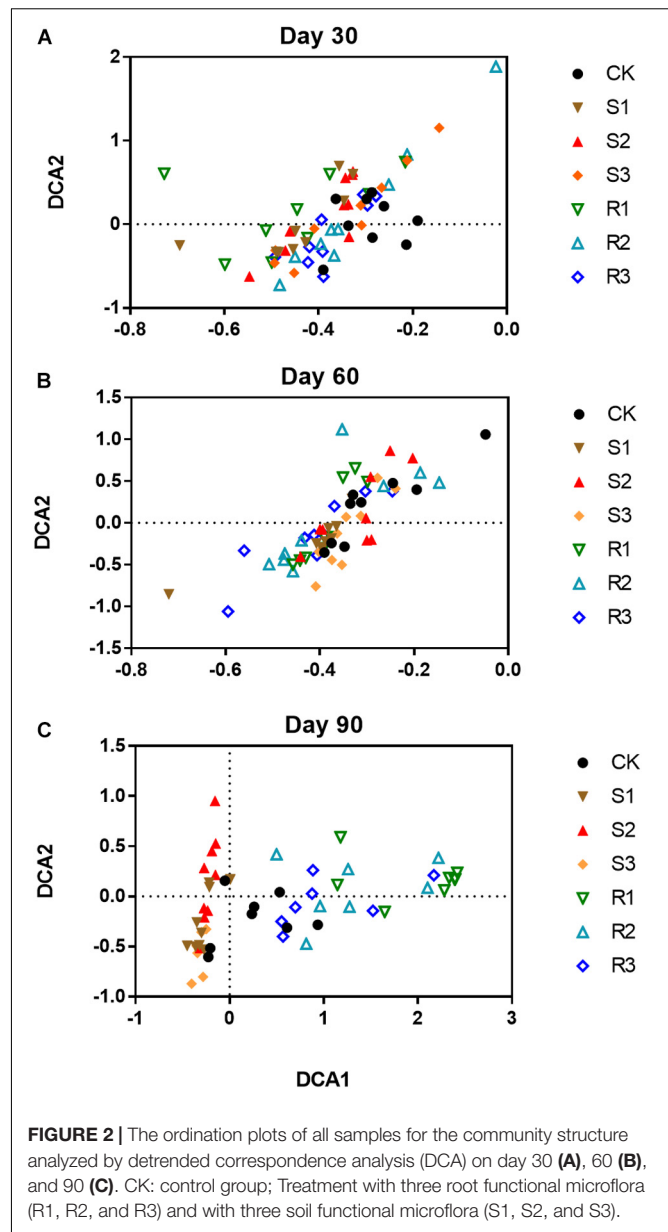 A
Day 30
2
1
0
-1
DCA2
-0.8
-0.6
-0.4
-0.2
0.0
CK
S1
S2
S3
R1
R2
R3
B
Day 60
1.5
1.0
0.5
0.0
-0.5
-1.0
-1.5
DCA2
-0.8
-0.6
-0.4
-0.2
0.0
CK
S1
S2
S3
R1
R2
R3
C
Day 90
1.5
1.0
0.5
0.0
-0.5
-1.0
DCA2
-1
0
1
2
3
DCA1
CK
S1
S2
S3
R1
R2
R3
FIGURE 2 | The ordination plots of all samples for the community structure
analyzed by detrended correspondence analysis (DCA) on day 30 (A), 60 (B),
and 90 (C). CK: control group; Treatment with three root functional microflora
(R1, R2, and R3) and with three soil functional microflora (S1, S2, and S3).